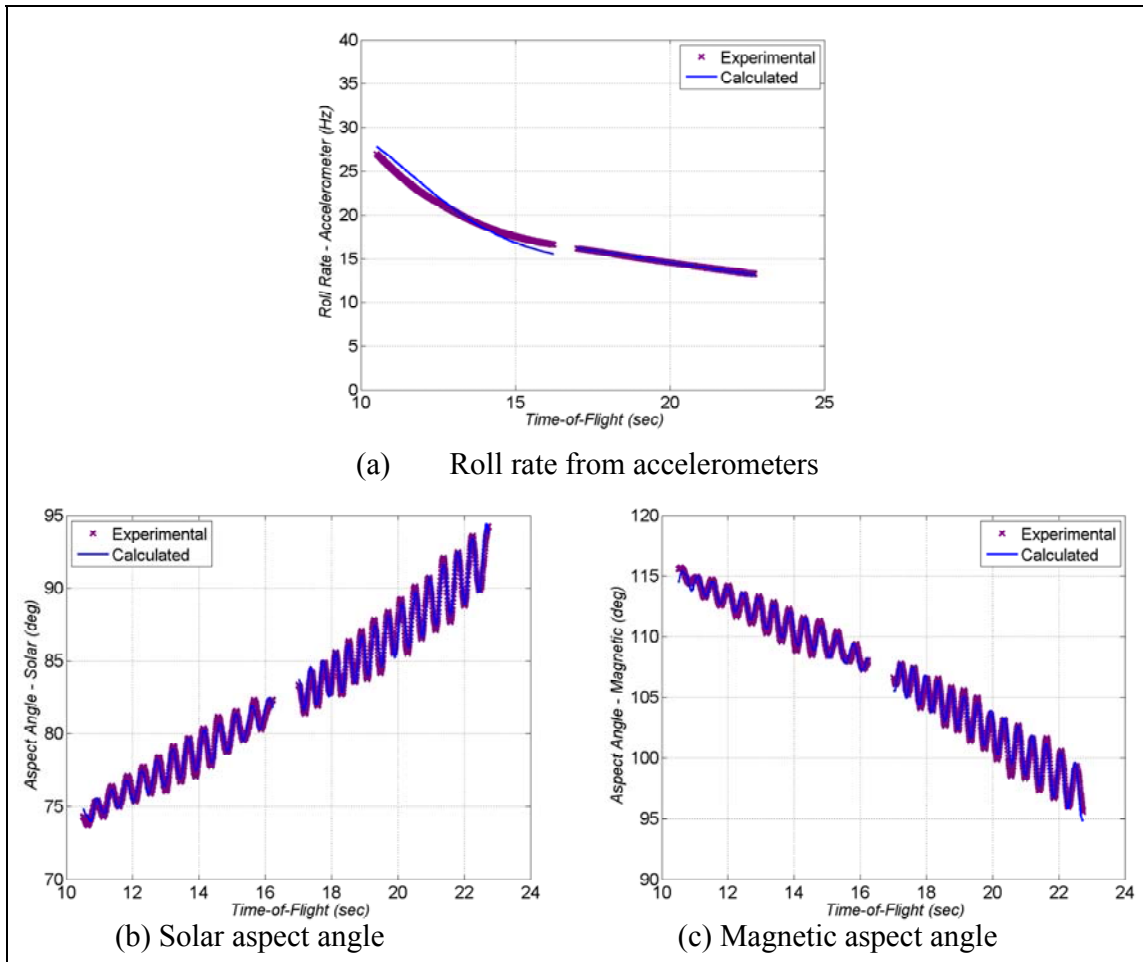 40
35
30
25
20
15
10
5
0
Roll Rate - Accelerometer (Hz)
× Experimental
Calculated
10 15 20 25
Time-of-Flight (sec)
(a) Roll rate from accelerometers
95
90
85
80
75
70
Aspect Angle - Solar (deg)
× Experimental
Calculated
10 12 14 16 18 20 22 24
Time-of-Flight (sec)
(b) Solar aspect angle
120
115
110
105
100
95
90
Aspect Angle - Magnetic (deg)
× Experimental
Calculated
10 12 14 16 18 20 22 24
Time-of-Flight (sec)
(c) Magnetic aspect angle